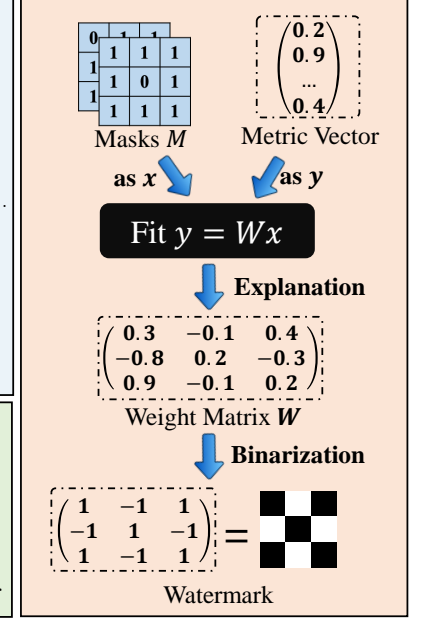 0 1 1
1 1 1 1
1 1 0 1
1 1 1 1
0.2
0.9
...
0.4
Masks M
Metric Vector
as x
as y
Fit y = Wx
Explanation
0.3 −0.1 0.4
−0.8 0.2 −0.3
0.9 −0.1 0.2
Weight Matrix W
Binarization
1 −1 1
−1 1 −1
1 −1 1
=
Watermark